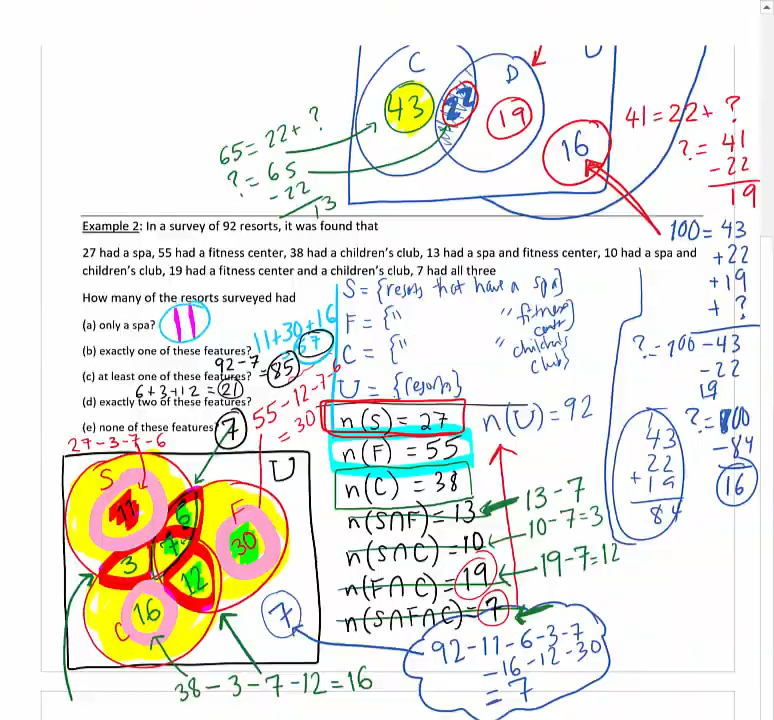 C
D
U
43
22
19
16
65 = 22 + ?
? = 65
- 22
13
41 = 22 + ?
? = 41
- 22
19
100 = 43
+22
+19
+ ?
? = 100 - 43
- 22
19
? = 100
- 84
16
1
43
22
+ 19
84
Example 2: In a survey of 92 resorts, it was found that
27 had a spa, 55 had a fitness center, 38 had a children's club, 13 had a spa and fitness center, 10 had a spa and
children's club, 19 had a fitness center and a children's club, 7 had all three
How many of the resorts surveyed had
(a) only a spa? 11
11+30+16
(b) exactly one of these features? 57
92-7 = 85
(c) at least one of these features?
6+3+12 = 21
(d) exactly two of these features?
(e) none of these features? 7
S = {resorts that have a spa}
F = {" " fitness center}
C = {" " children's club}
U = {resorts}
n(S) = 27
n(U) = 92
n(F) = 55
n(C) = 38
n(S∩F) = 13
13 - 7
n(S∩C) = 10
10 - 7 = 3
n(F∩C) = 19
19 - 7 = 12
n(S∩F∩C) = 7
55 - 12 - 7 - 6
= 30
27 - 3 - 7 - 6
S
U
F
11
6
7
30
3
12
C
16
7
38 - 3 - 7 - 12 = 16
92 - 11 - 6 - 3 - 7
- 16 - 12 - 30
= 7